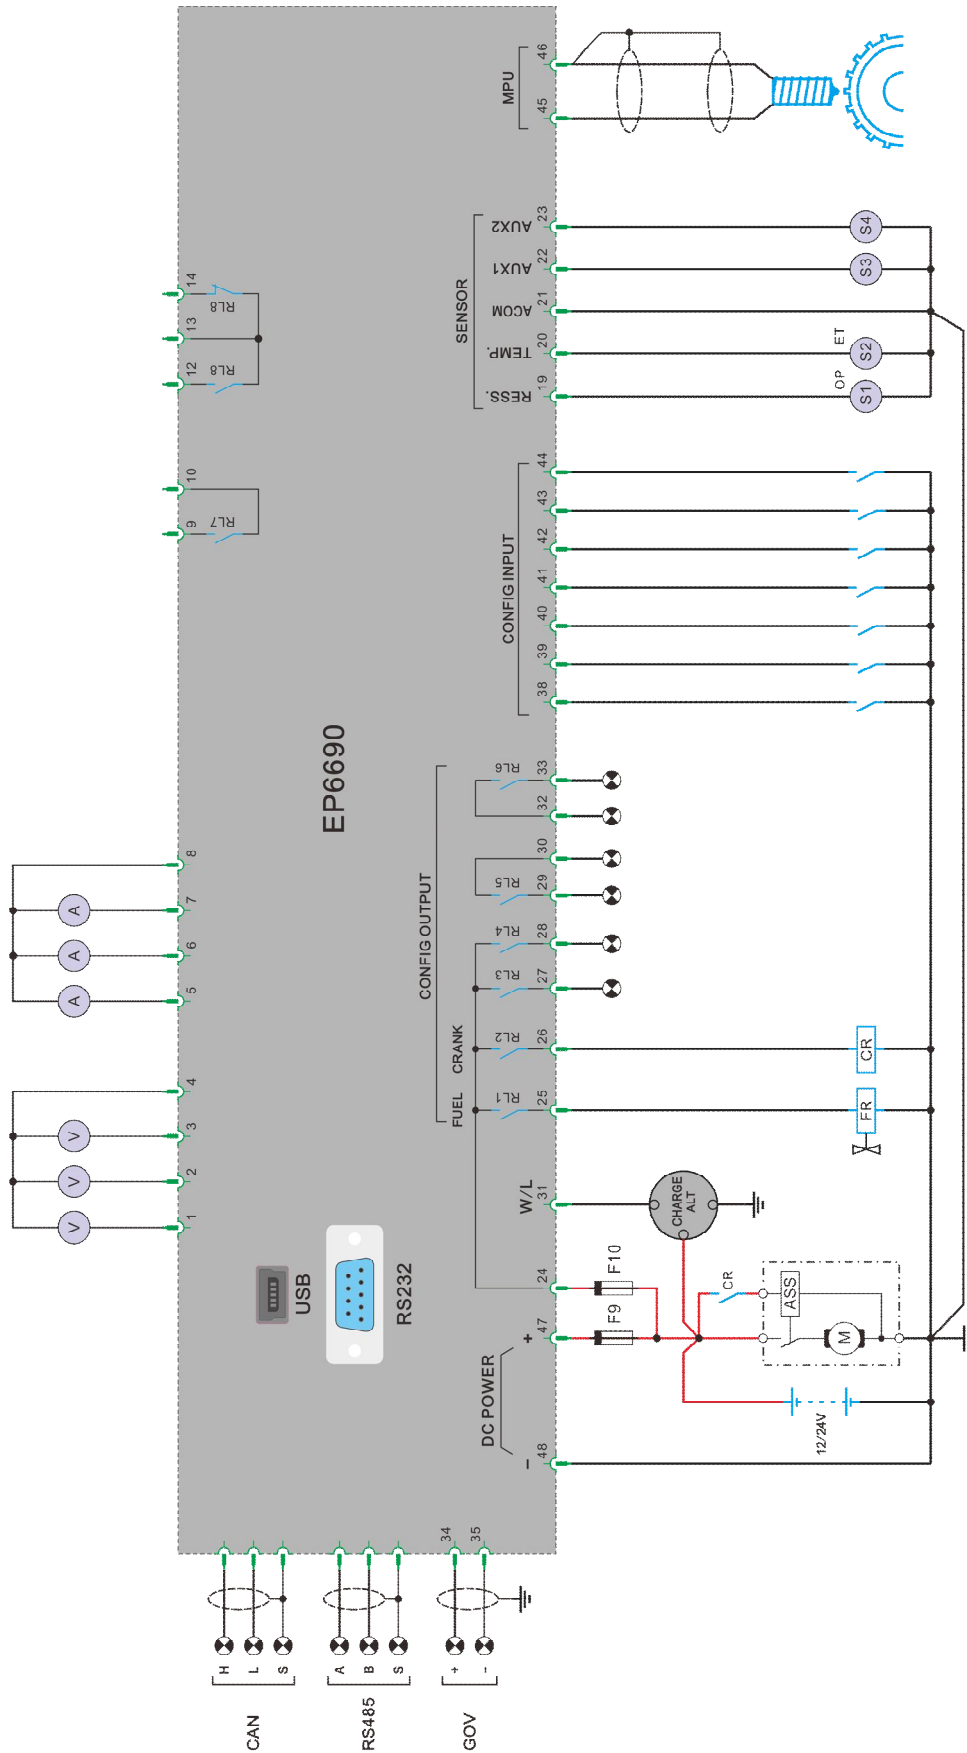 V V V A A A
1 2 3 4 5 6 7 8 9 10 12 13 14
RL7 RL8 RL8
CAN
H
L
S
USB
EP6690
RS485
A
B
S
RS232
GOV
+ 34
- 35
CONFIG OUTPUT
FUEL CRANK
SENSOR
DC POWER
CONFIG INPUT
MPU
RL1 RL2 RL3 RL4 RL5 RL6
RESS. TEMP. ACOM AUX1 AUX2
- + W/L
48 47 24 31 25 26 27 28 29 30 32 33 38 39 40 41 42 43 44 19 20 21 22 23 45 46
F9 F10
CHARGE
ALT
CR
ASS
M
12/24V
OP ET
FR CR
S1 S2 S3 S4